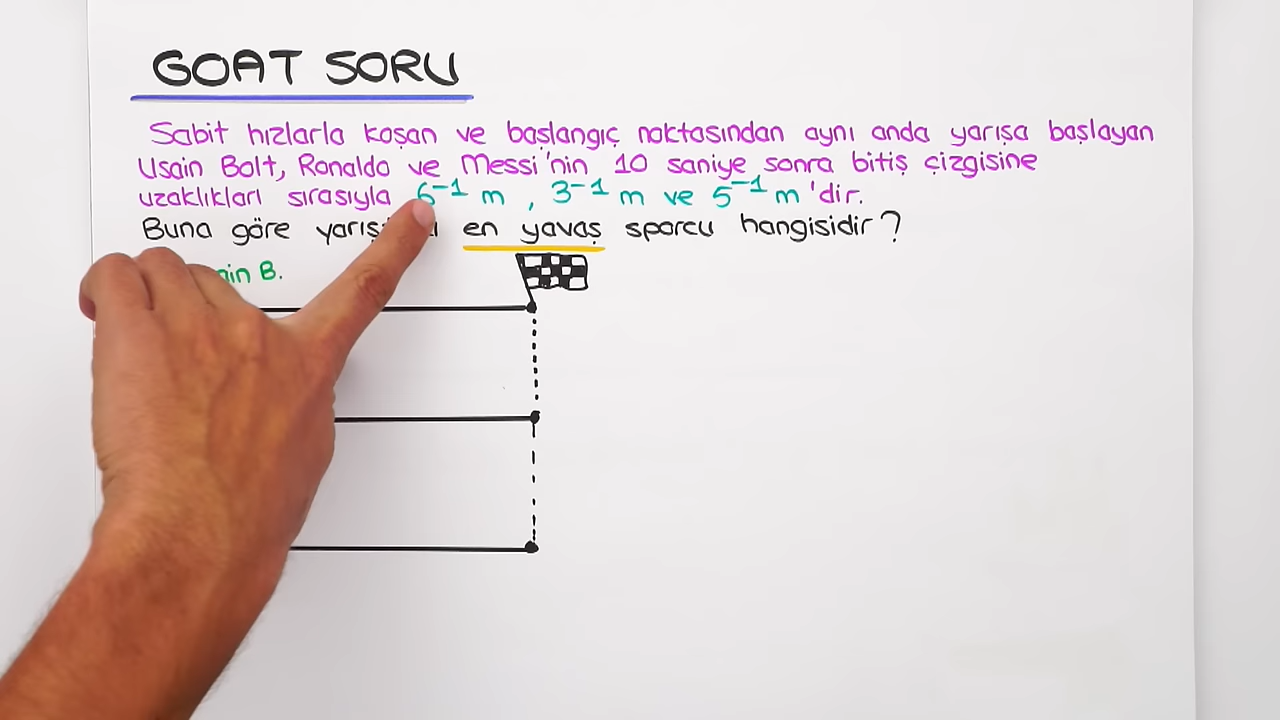 GOAT SORU
Sabit hızlarla koşan ve başlangıç noktasından aynı anda yarışa başlayan
Usain Bolt, Ronaldo ve Messi'nin 10 saniye sonra bitiş çizgisine
uzaklıkları sırasıyla 6⁻¹ m , 3⁻¹ m ve 5⁻¹ m 'dir.
Buna göre en yavaş sporcu hangisidir ?
B.